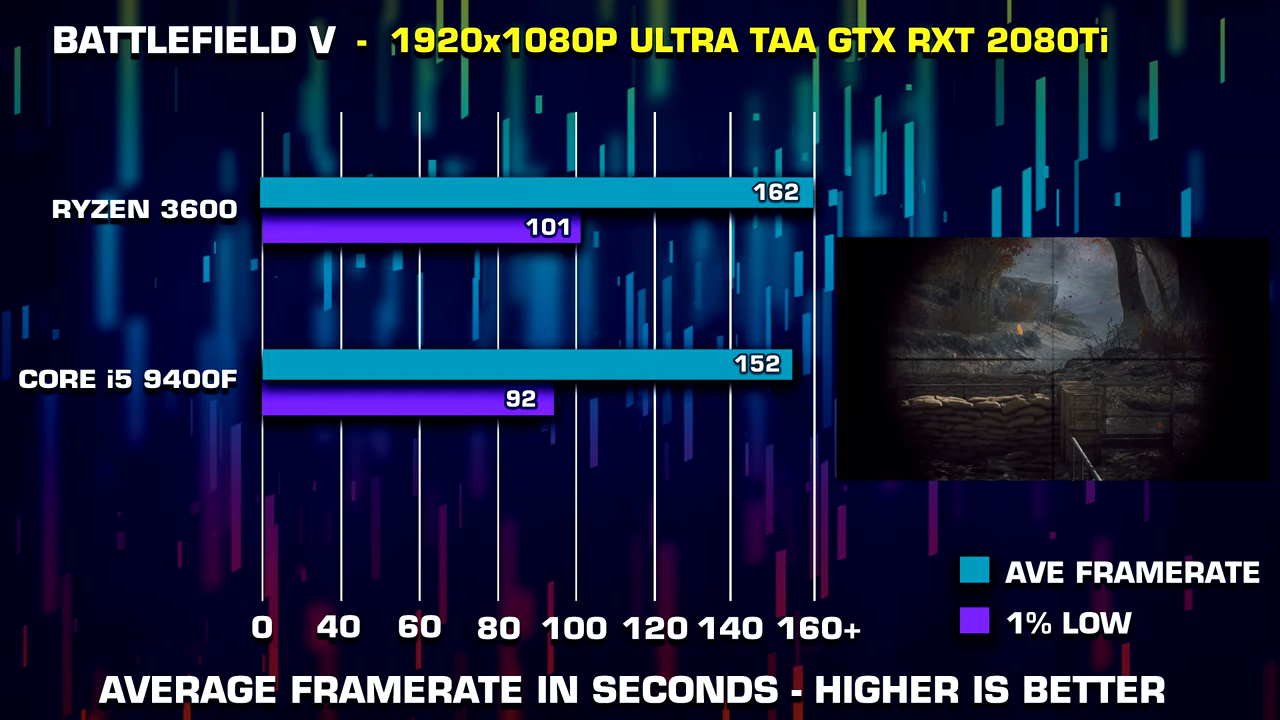 BATTLEFIELD V - 1920x1080P ULTRA TAA GTX RXT 2080Ti
RYZEN 3600
162
101
CORE i5 9400F
152
92
0 40 60 80 100 120 140 160+
AVE FRAMERATE
1% LOW
AVERAGE FRAMERATE IN SECONDS - HIGHER IS BETTER